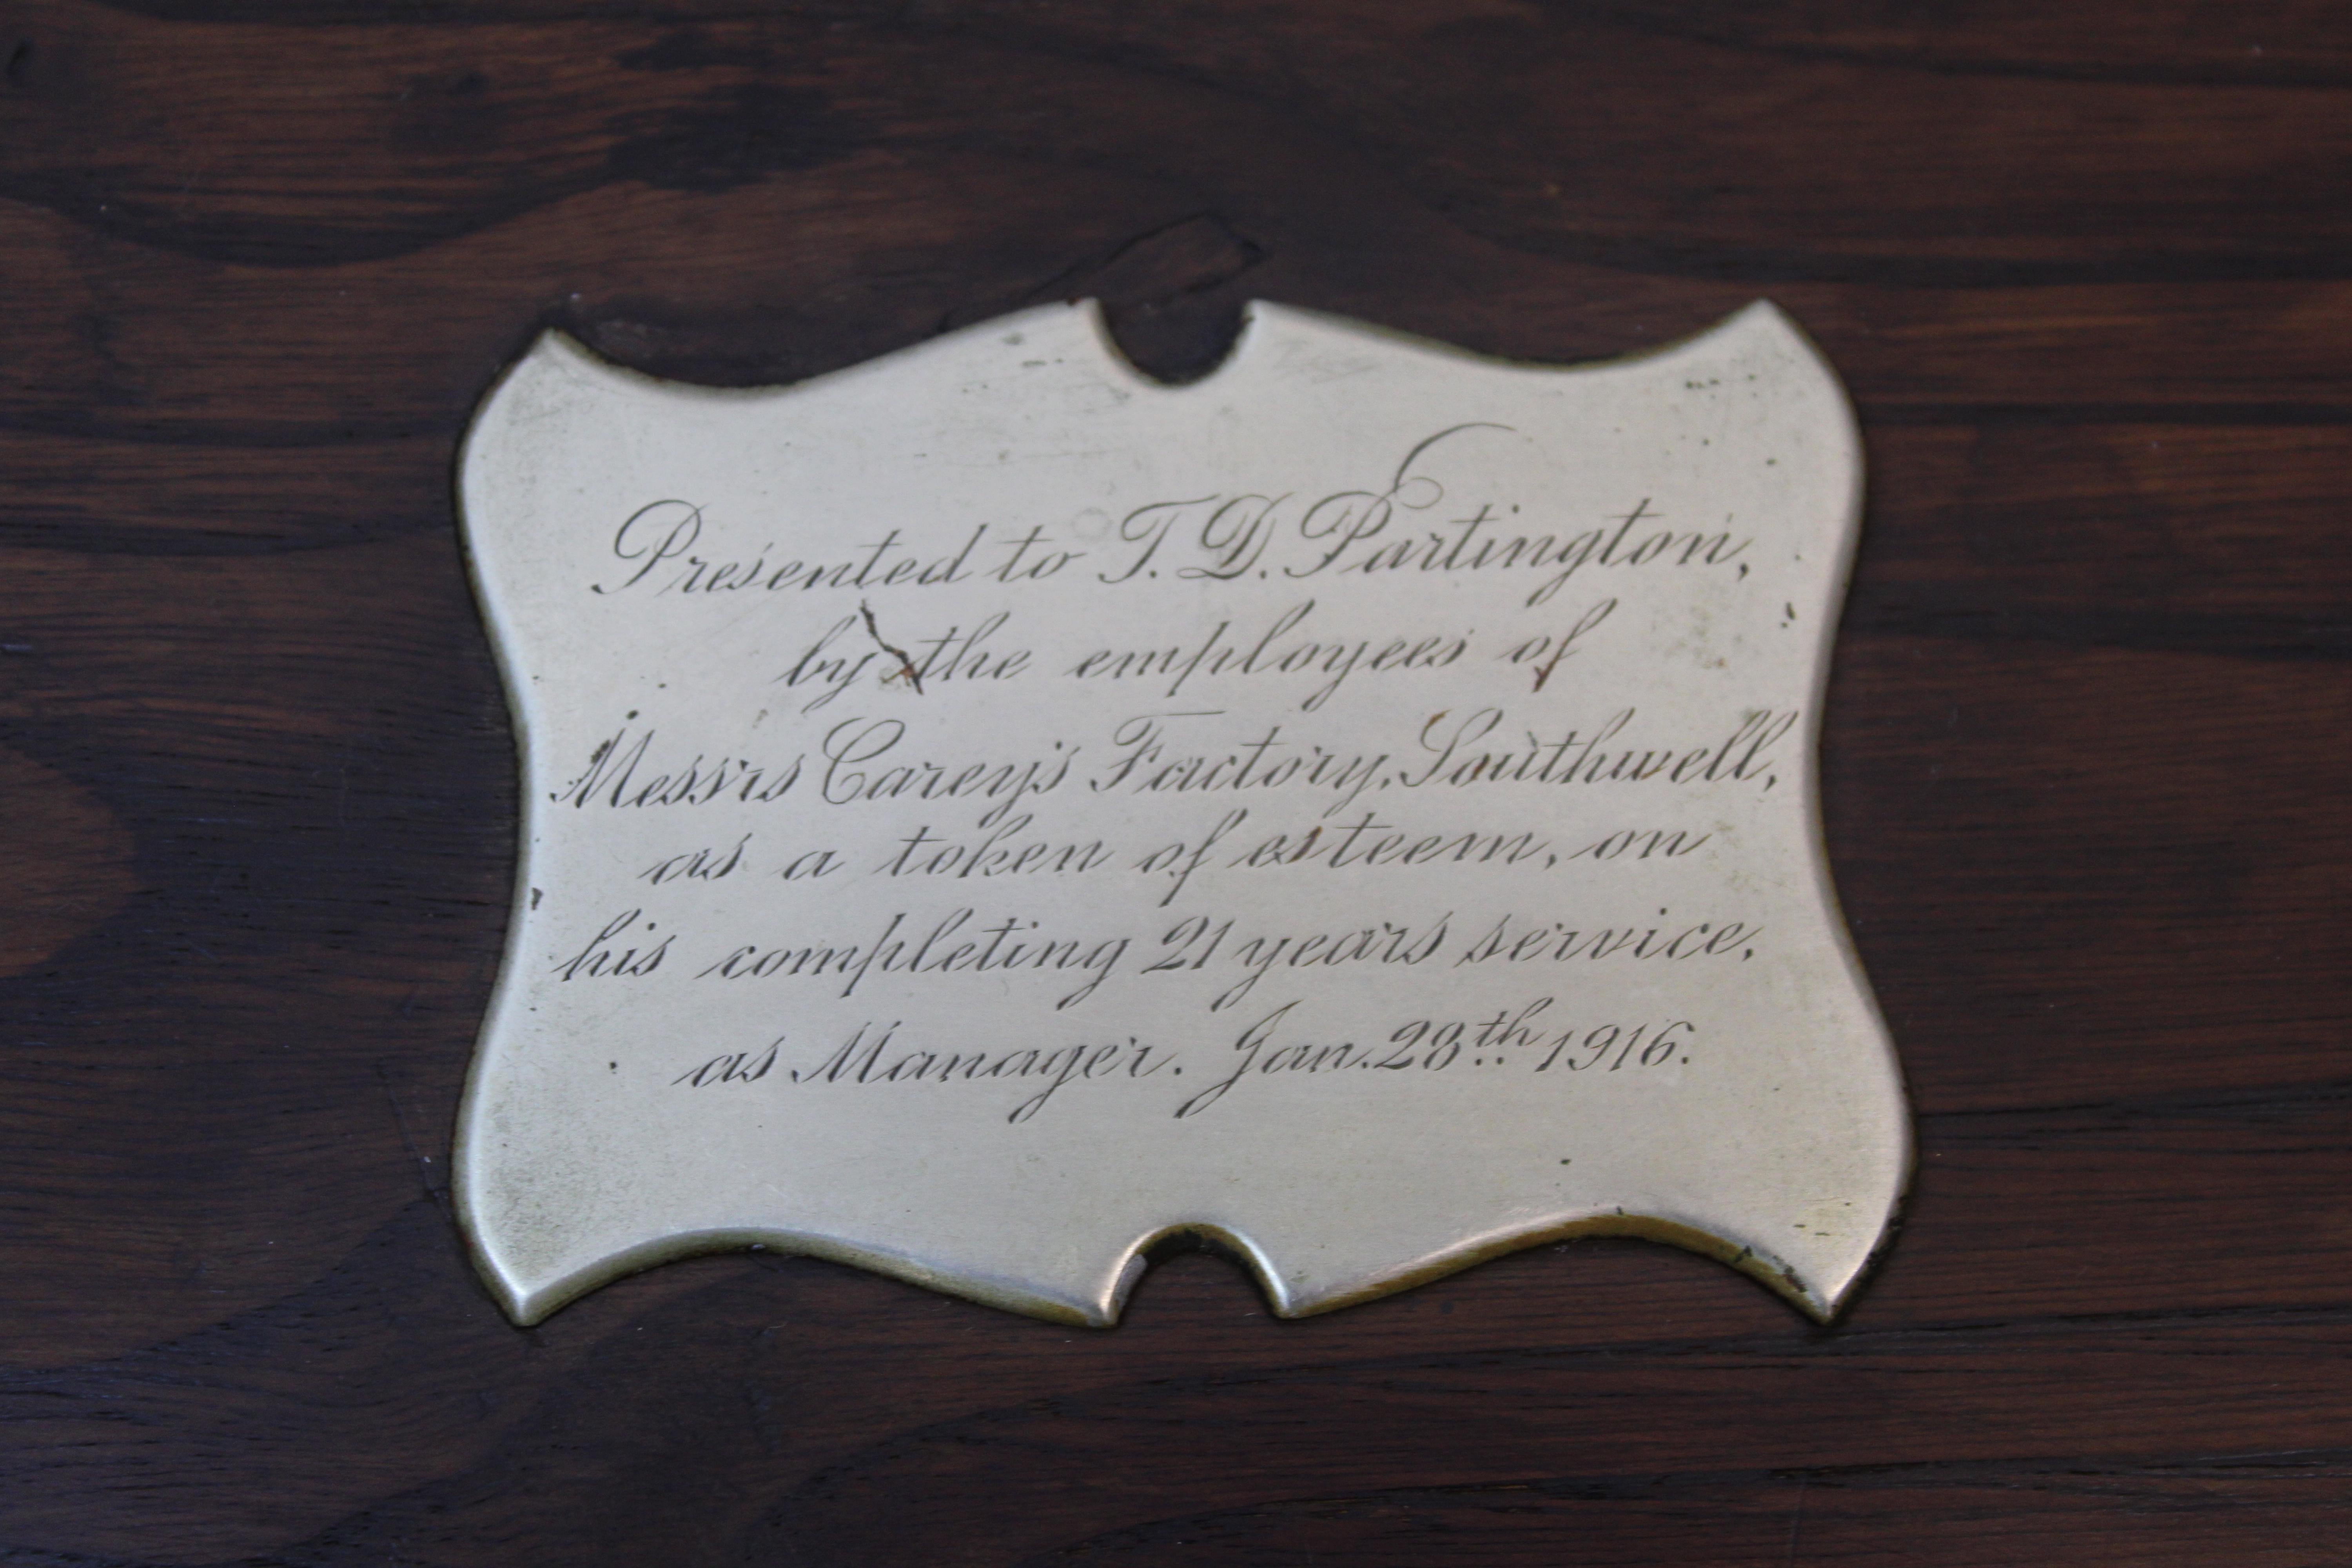 Presented to T. D. Partington,
by the employees of
Messrs Carey's Factory, Southwell,
as a token of esteem, on
his completing 21 years service,
as Manager. Jan. 28th 1916.